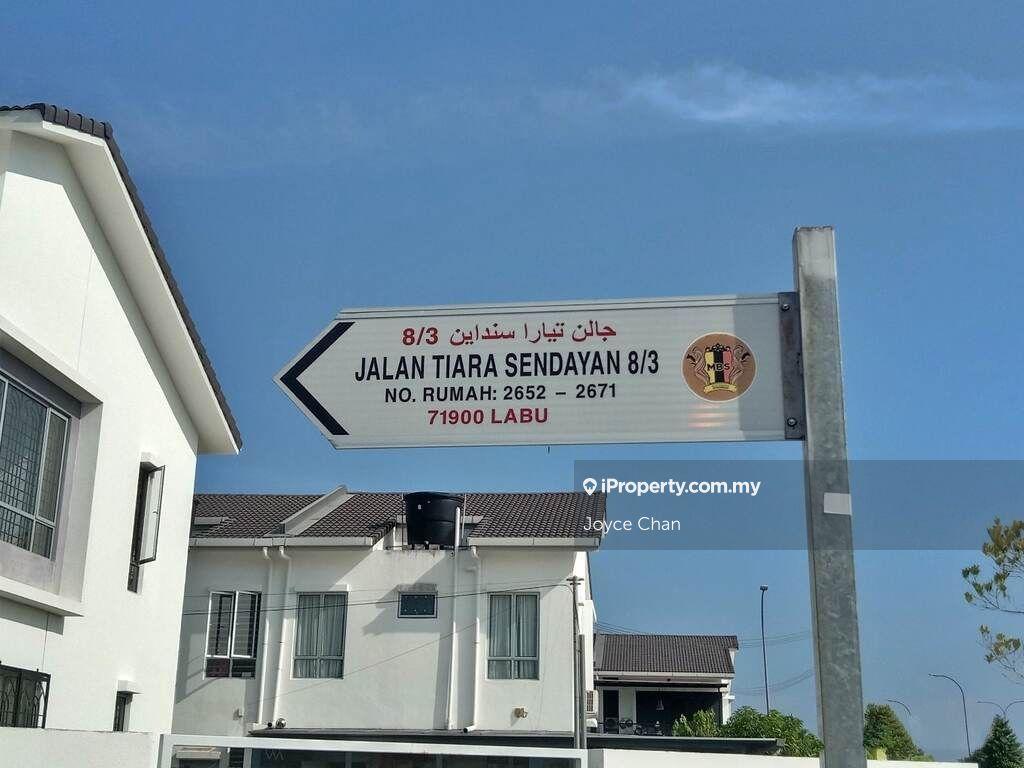 جالن تيارا سنداين 8/3
JALAN TIARA SENDAYAN 8/3
NO. RUMAH: 2652 – 2671
71900 LABU
MBS
iProperty.com.my
Joyce Chan